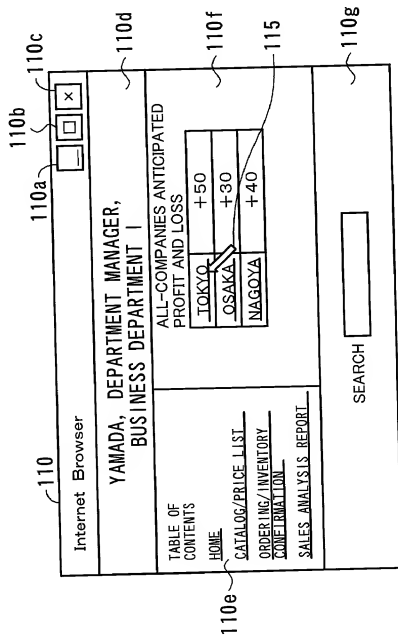 110
110a
110b
110c
Internet Browser
_ □ ×
YAMADA, DEPARTMENT MANAGER,
BUSINESS DEPARTMENT I
110d
TABLE OF
CONTENTS
HOME
CATALOG/PRICE LIST
ORDERING/INVENTORY
CONFIRMATION
SALES ANALYSIS REPORT
110e
ALL-COMPANIES ANTICIPATED
PROFIT AND LOSS
TOKYO +50
OSAKA +30
NAGOYA +40
110f
115
SEARCH
110g